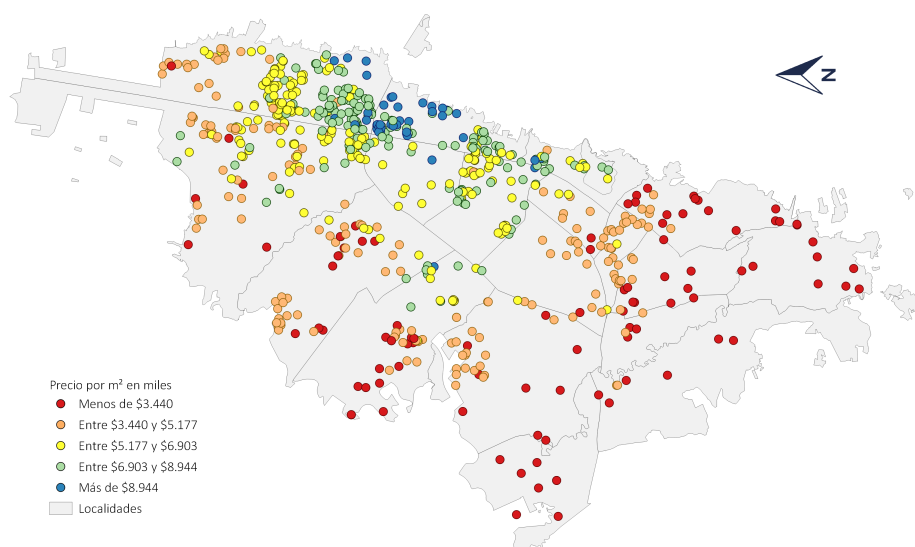 N
Precio por m² en miles
Menos de $3.440
Entre $3.440 y $5.177
Entre $5.177 y $6.903
Entre $6.903 y $8.944
Más de $8.944
Localidades